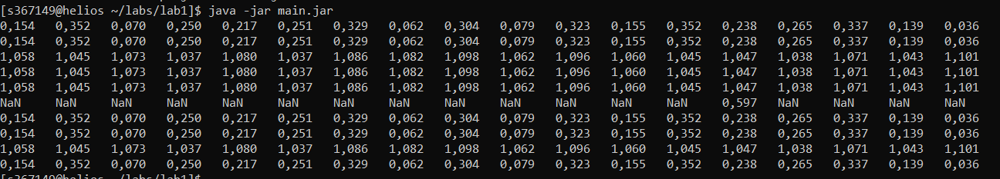 [s367149@helios ~/labs/lab1]$ java -jar main.jar
0,154 0,352 0,070 0,250 0,217 0,251 0,329 0,062 0,304 0,079 0,323 0,155 0,352 0,238 0,265 0,337 0,139 0,036
0,154 0,352 0,070 0,250 0,217 0,251 0,329 0,062 0,304 0,079 0,323 0,155 0,352 0,238 0,265 0,337 0,139 0,036
1,058 1,045 1,073 1,037 1,080 1,037 1,086 1,082 1,098 1,062 1,096 1,060 1,045 1,047 1,038 1,071 1,043 1,101
1,058 1,045 1,073 1,037 1,080 1,037 1,086 1,082 1,098 1,062 1,096 1,060 1,045 1,047 1,038 1,071 1,043 1,101
1,058 1,045 1,073 1,037 1,080 1,037 1,086 1,082 1,098 1,062 1,096 1,060 1,045 1,047 1,038 1,071 1,043 1,101
NaN NaN NaN NaN NaN NaN NaN NaN NaN NaN NaN NaN NaN 0,597 NaN NaN NaN NaN
0,154 0,352 0,070 0,250 0,217 0,251 0,329 0,062 0,304 0,079 0,323 0,155 0,352 0,238 0,265 0,337 0,139 0,036
0,154 0,352 0,070 0,250 0,217 0,251 0,329 0,062 0,304 0,079 0,323 0,155 0,352 0,238 0,265 0,337 0,139 0,036
1,058 1,045 1,073 1,037 1,080 1,037 1,086 1,082 1,098 1,062 1,096 1,060 1,045 1,047 1,038 1,071 1,043 1,101
0,154 0,352 0,070 0,250 0,217 0,251 0,329 0,062 0,304 0,079 0,323 0,155 0,352 0,238 0,265 0,337 0,139 0,036
[s367149@helios ~/labs/lab1]$